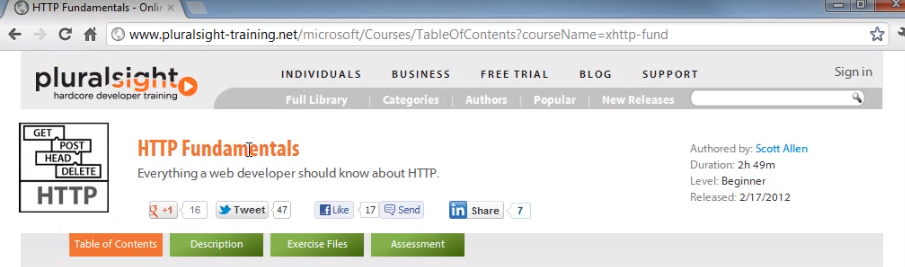 HTTP Fundamentals - Onlin
www.pluralsight-training.net/microsoft/Courses/TableOfContents?courseName=xhttp-fund
pluralsight
hardcore developer training
INDIVIDUALS BUSINESS FREE TRIAL BLOG SUPPORT
Sign in
Full Library Categories Authors Popular New Releases
GET
POST
HEAD
DELETE
HTTP
HTTP Fundamentals
Everything a web developer should know about HTTP.
g +1 16 Tweet 47 Like 17 Send in Share 7
Authored by: Scott Allen
Duration: 2h 49m
Level: Beginner
Released: 2/17/2012
Table of Contents Description Exercise Files Assessment